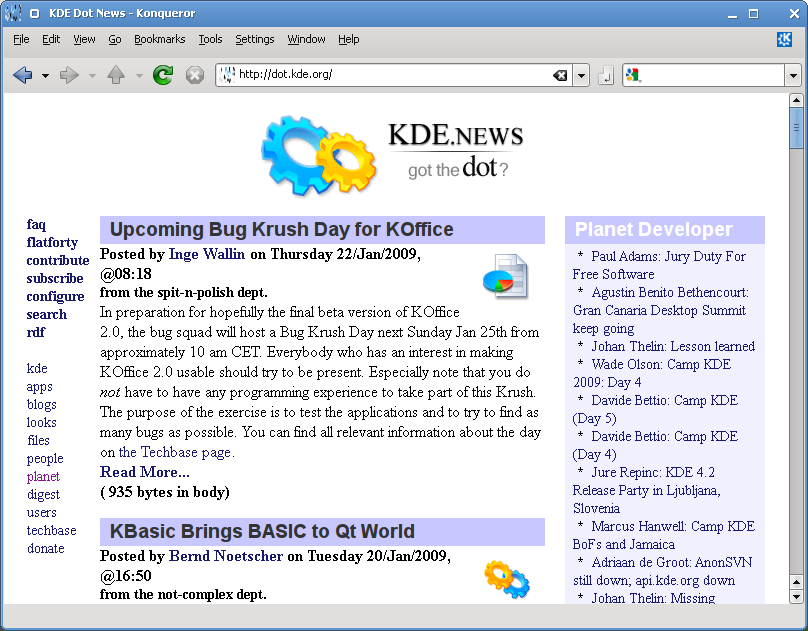 KDE Dot News - Konqueror
File Edit View Go Bookmarks Tools Settings Window Help
http://dot.kde.org/
KDE.NEWS
got the dot?
faq
flatforty
contribute
subscribe
configure
search
rdf
kde
apps
blogs
looks
files
people
planet
digest
users
techbase
donate
Upcoming Bug Krush Day for KOffice
Posted by Inge Wallin on Thursday 22/Jan/2009,
@08:18
from the spit-n-polish dept.
In preparation for hopefully the final beta version of KOffice
2.0, the bug squad will host a Bug Krush Day next Sunday Jan 25th from
approximately 10 am CET. Everybody who has an interest in making
KOffice 2.0 usable should try to be present. Especially note that you do
not have to have any programming experience to take part of this Krush.
The purpose of the exercise is to test the applications and to try to find as
many bugs as possible. You can find all relevant information about the day
on the Techbase page.
Read More...
( 935 bytes in body)
KBasic Brings BASIC to Qt World
Posted by Bernd Noetscher on Tuesday 20/Jan/2009,
@16:50
from the not-complex dept.
Planet Developer
* Paul Adams: Jury Duty For
Free Software
* Agustin Benito Bethencourt:
Gran Canaria Desktop Summit
keep going
* Johan Thelin: Lesson learned
* Wade Olson: Camp KDE
2009: Day 4
* Davide Bettio: Camp KDE
(Day 5)
* Davide Bettio: Camp KDE
(Day 4)
* Jure Repinc: KDE 4.2
Release Party in Ljubljana,
Slovenia
* Marcus Hanwell: Camp KDE
BoFs and Jamaica
* Adriaan de Groot: AnonSVN
still down; api.kde.org down
* Johan Thelin: Missing